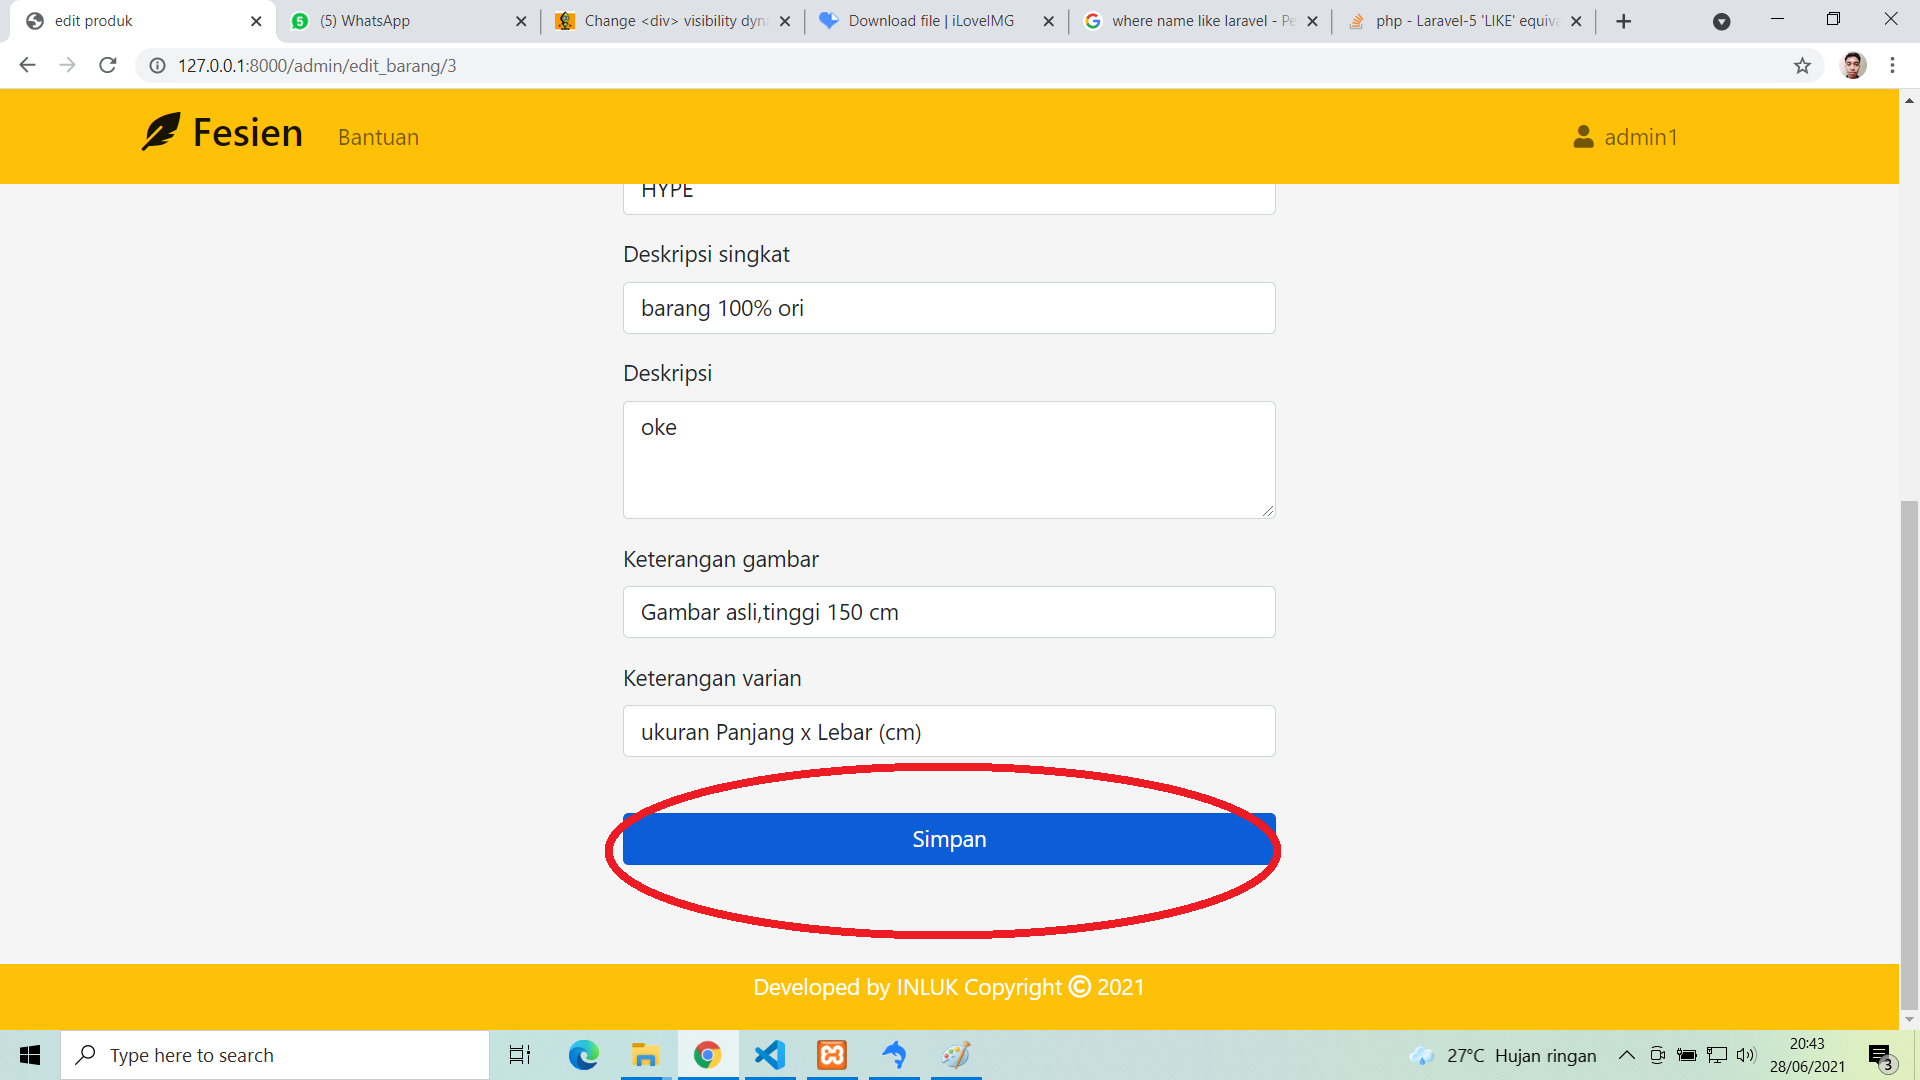 edit produk
(5) WhatsApp
Change <div> visibility dyn
Download file | iLoveIMG
where name like laravel - Pe
php - Laravel-5 'LIKE' equiva
127.0.0.1:8000/admin/edit_barang/3
Fesien
Bantuan
admin1
HYPE
Deskripsi singkat
barang 100% ori
Deskripsi
oke
Keterangan gambar
Gambar asli,tinggi 150 cm
Keterangan varian
ukuran Panjang x Lebar (cm)
Simpan
Developed by INLUK Copyright © 2021
Type here to search
27°C Hujan ringan
20:43
28/06/2021
3